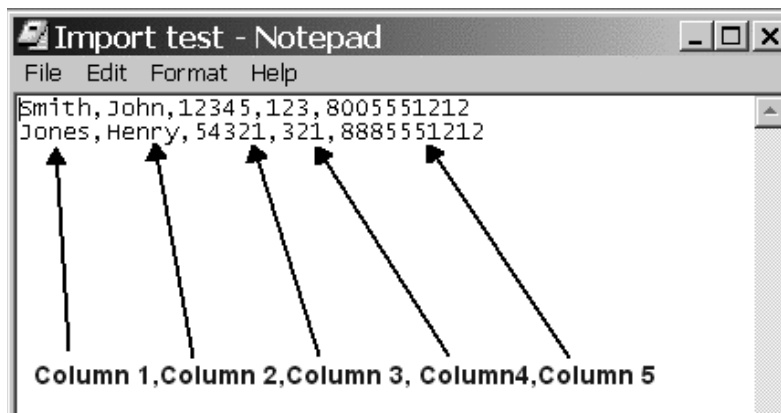 Import test - Notepad
File Edit Format Help
Smith,John,12345,123,8005551212
Jones,Henry,54321,321,8885551212
Column 1,Column 2,Column 3, Column4,Column 5